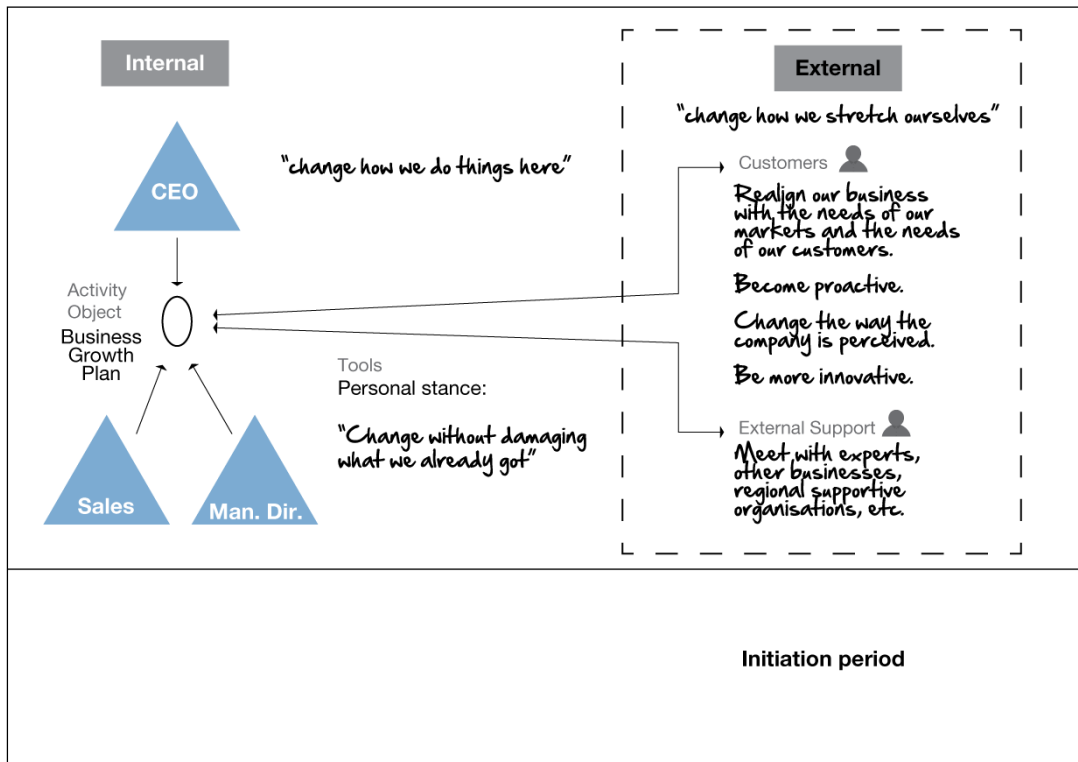 Internal
CEO
"change how we do things here"
Activity
Object
Business
Growth
Plan
Tools
Personal stance:
"Change without damaging
what we already got"
Sales
Man. Dir.
External
"change how we stretch ourselves"
Customers
Realign our business
with the needs of our
markets and the needs
of our customers.
Become proactive.
Change the way the
company is perceived.
Be more innovative.
External Support
Meet with experts,
other businesses,
regional supportive
organisations, etc.
Initiation period